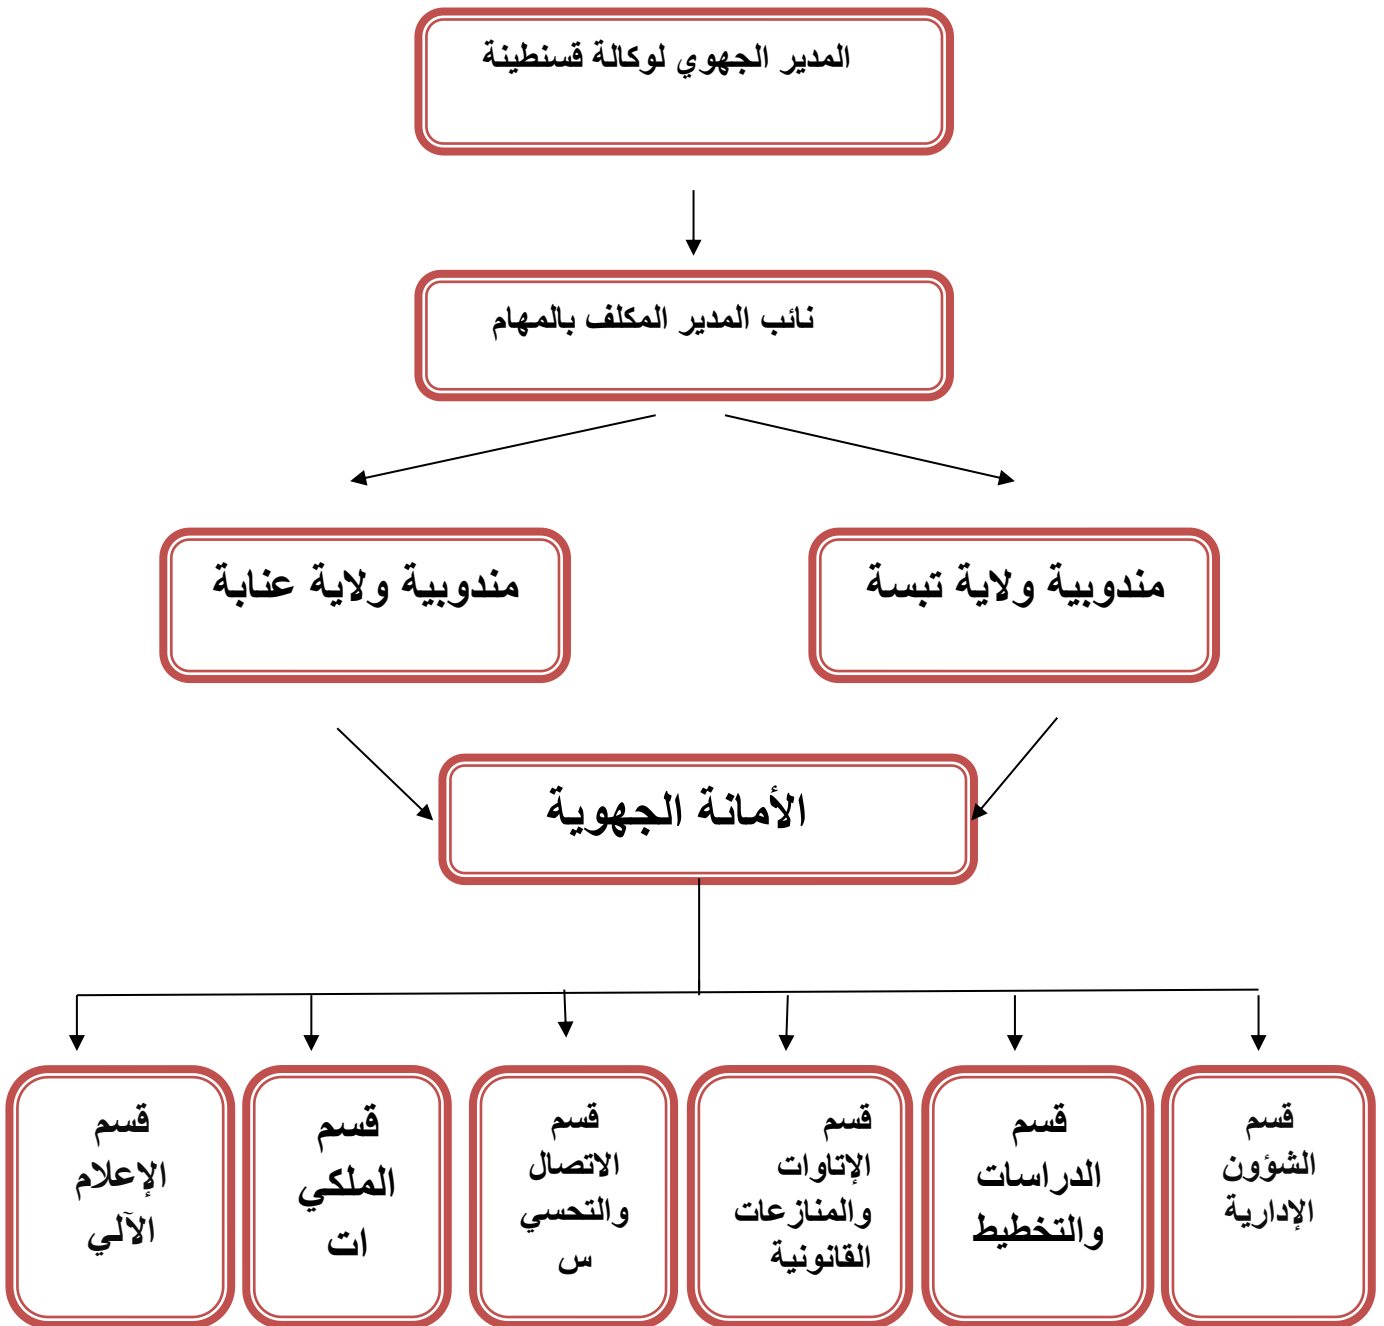 المدير الجهوي لوكالة قسنطينة
نائب المدير المكلف بالمهام
مندوبية ولاية تبسة
مندوبية ولاية عنابة
الأمانة الجهوية
قسم
الشؤون
الإدارية
قسم
الدراسات
والتخطيط
قسم
الإتاوات
والمنازعات
القانونية
قسم
الاتصال
والتحسي
س
قسم
الملكي
ات
قسم
الإعلام
الآلي